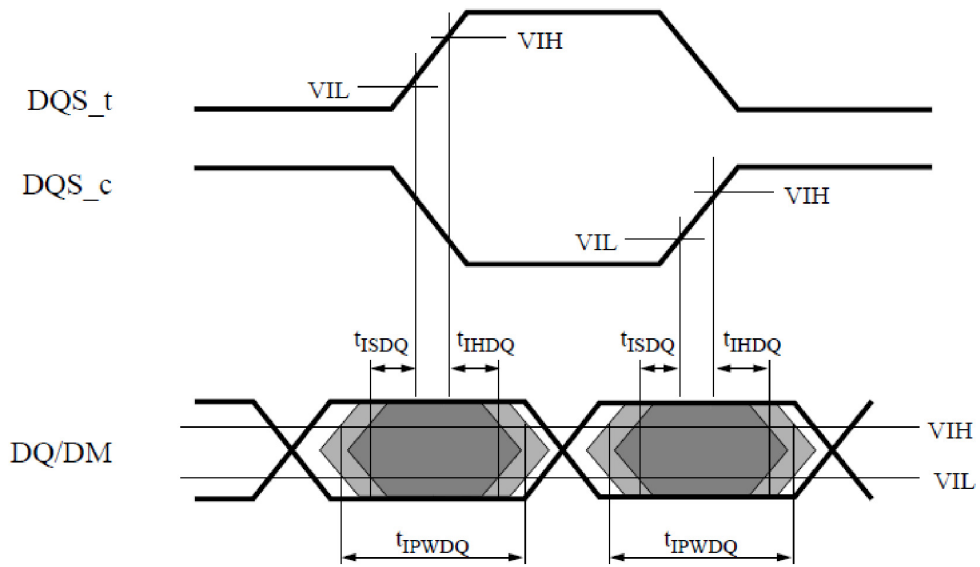 VIH
VIL
DQS_t
DQS_c
VIH
VIL
tISDQ
tIHDQ
tISDQ
tIHDQ
VIH
DQ/DM
VIL
tIPWDQ
tIPWDQ